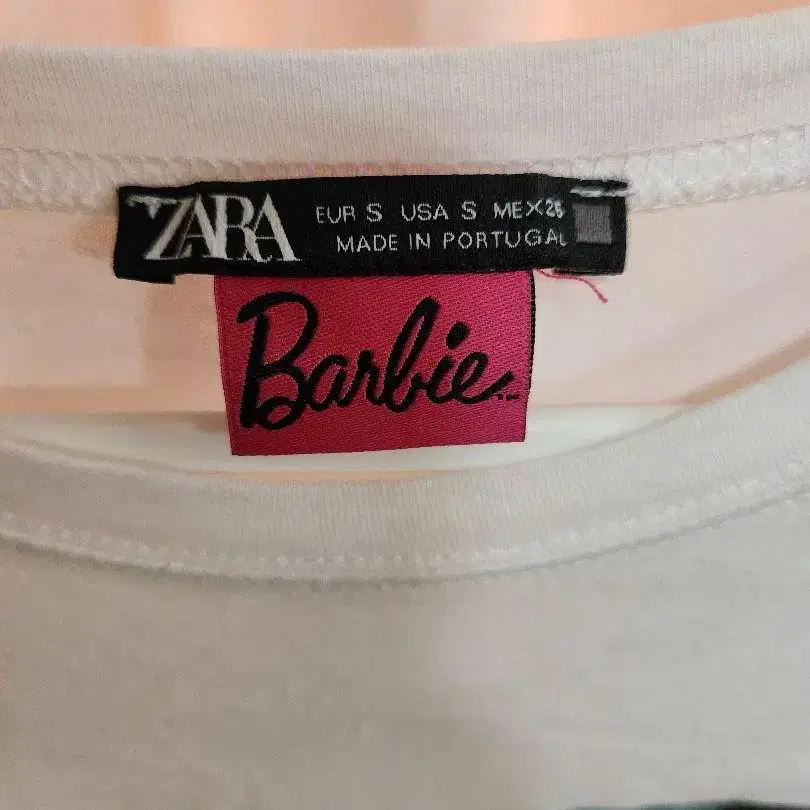 ZARA EUR S USA S MEX 26
MADE IN PORTUGAL
Barbie